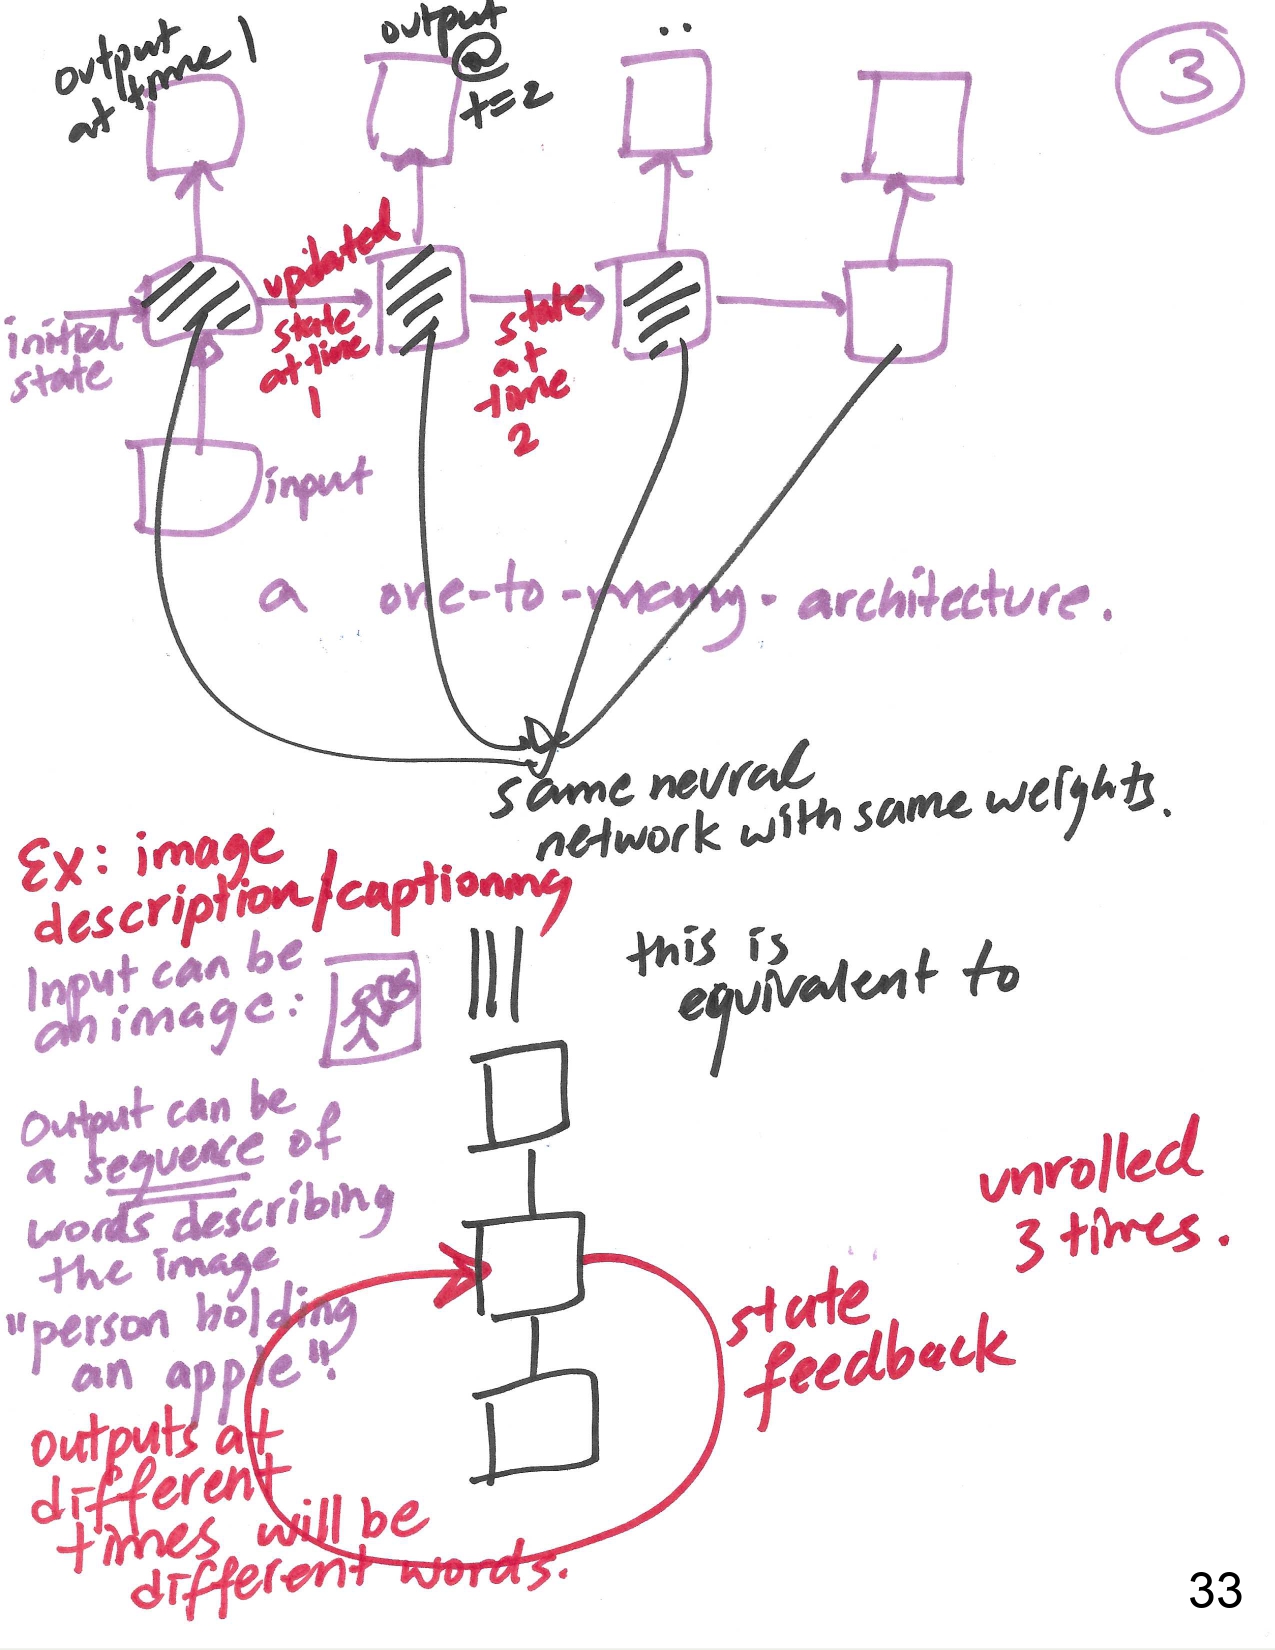 output
at time 1
output
@
t=2
..
3
initial
state
updated
state
at time
1
state
at
time
2
input
a one-to-many-architecture.
same neural
network with same weights.
Ex: image
description/captioning
Input can be
an image:
this is
equivalent to
Output can be
a sequence of
words describing
the image
"person holding
an apple".
unrolled
3 times.
state
feedback
outputs at
different
times will be
different words.
33